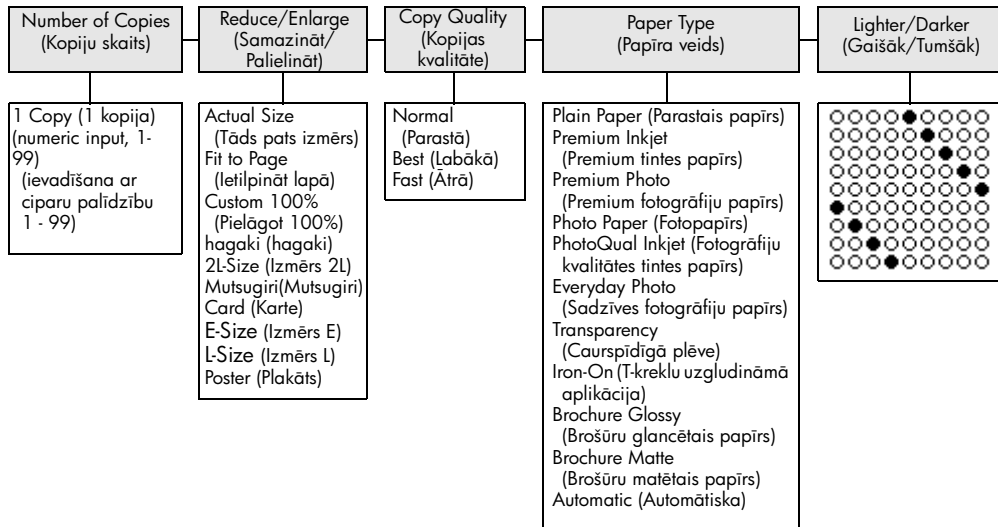 Number of Copies
(Kopiju skaits)
Reduce/Enlarge
(Samazināt/
Palielināt)
Copy Quality
(Kopijas
kvalitāte)
Paper Type
(Papīra veids)
Lighter/Darker
(Gaišāk/Tumšāk)
1 Copy (1 kopija)
(numeric input, 1-
99)
(ievadīšana ar
ciparu palīdzību
1 - 99)
Actual Size
(Tāds pats izmērs)
Fit to Page
(Ietilpināt lapā)
Custom 100%
(Pielāgot 100%)
hagaki (hagaki)
2L-Size (Izmērs 2L)
Mutsugiri(Mutsugiri)
Card (Karte)
E-Size (Izmērs E)
L-Size (Izmērs L)
Poster (Plakāts)
Normal
(Parastā)
Best (Labākā)
Fast (Ātrā)
Plain Paper (Parastais papīrs)
Premium Inkjet
(Premium tintes papīrs)
Premium Photo
(Premium fotogrāfiju papīrs)
Photo Paper (Fotopapīrs)
PhotoQual Inkjet (Fotogrāfiju
kvalitātes tintes papīrs)
Everyday Photo
(Sadzīves fotogrāfiju papīrs)
Transparency
(Caurspīdīgā plēve)
Iron-On (T-kreklu uzgludināmā
aplikācija)
Brochure Glossy
(Brošūru glancētais papīrs)
Brochure Matte
(Brošūru matētais papīrs)
Automatic (Automātiska)